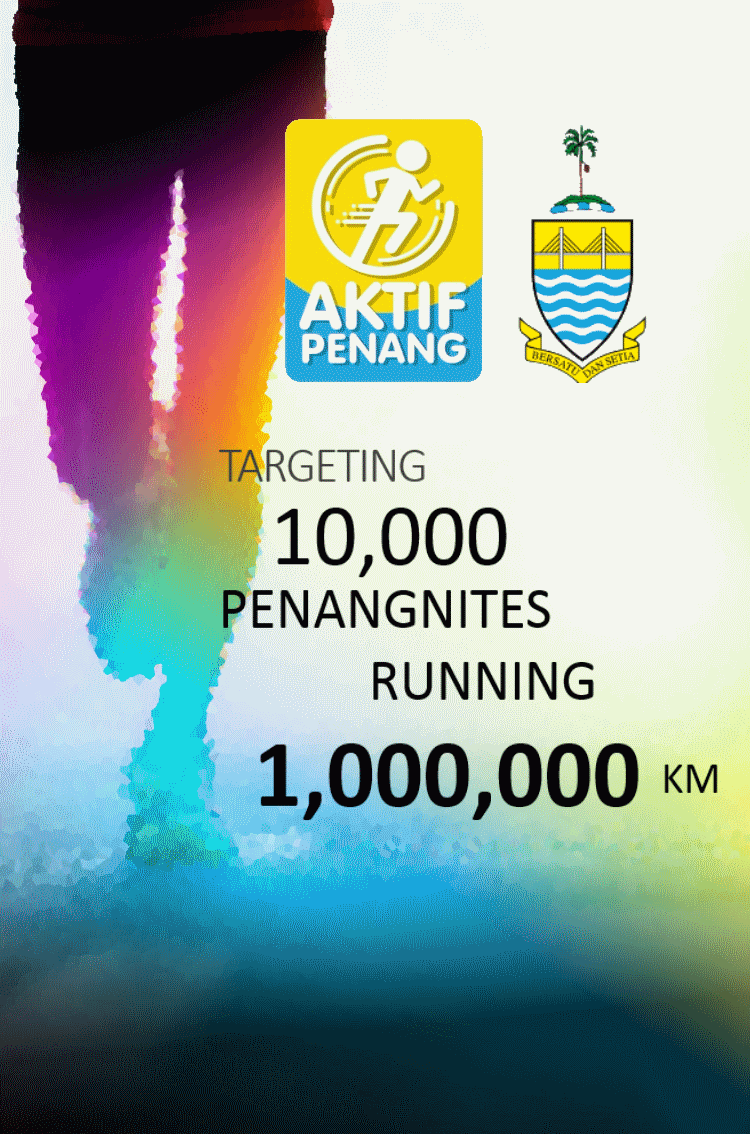 AKTIF
PENANG
BERSATU DAN SETIA
TARGETING
10,000
PENANGNITES
RUNNING
1,000,000 KM